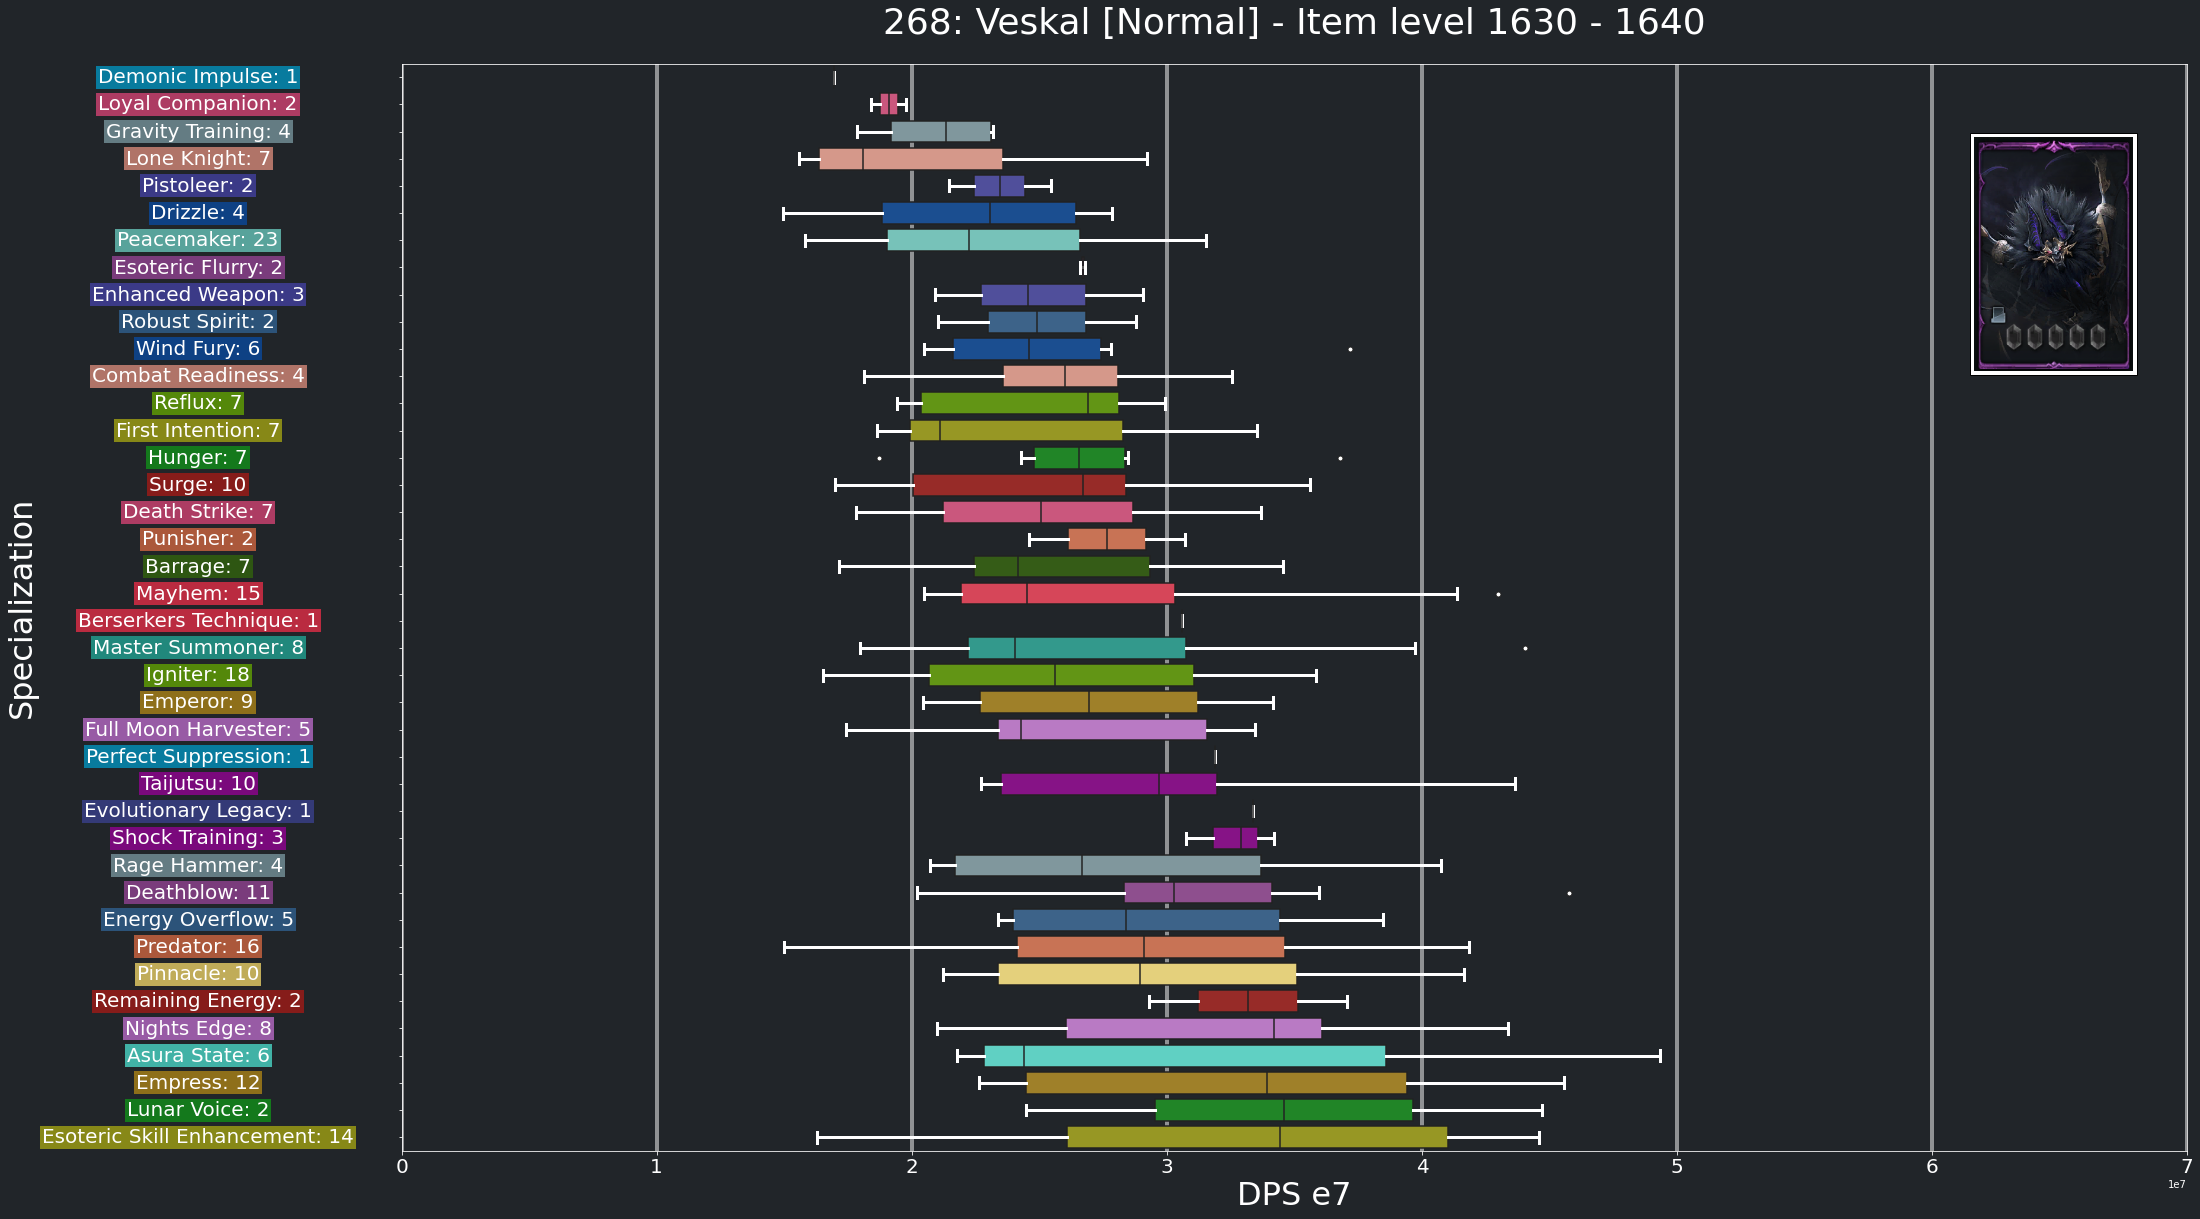 268: Veskal [Normal] - Item level 1630 - 1640
Demonic Impulse: 1
Loyal Companion: 2
Gravity Training: 4
Lone Knight: 7
Pistoleer: 2
Drizzle: 4
Peacemaker: 23
Esoteric Flurry: 2
Enhanced Weapon: 3
Robust Spirit: 2
Wind Fury: 6
Combat Readiness: 4
Reflux: 7
First Intention: 7
Hunger: 7
Surge: 10
Death Strike: 7
Punisher: 2
Barrage: 7
Mayhem: 15
Berserkers Technique: 1
Master Summoner: 8
Igniter: 18
Emperor: 9
Full Moon Harvester: 5
Perfect Suppression: 1
Taijutsu: 10
Evolutionary Legacy: 1
Shock Training: 3
Rage Hammer: 4
Deathblow: 11
Energy Overflow: 5
Predator: 16
Pinnacle: 10
Remaining Energy: 2
Nights Edge: 8
Asura State: 6
Empress: 12
Lunar Voice: 2
Esoteric Skill Enhancement: 14
Specialization
0 1 2 3 4 5 6 7
1e7
DPS e7